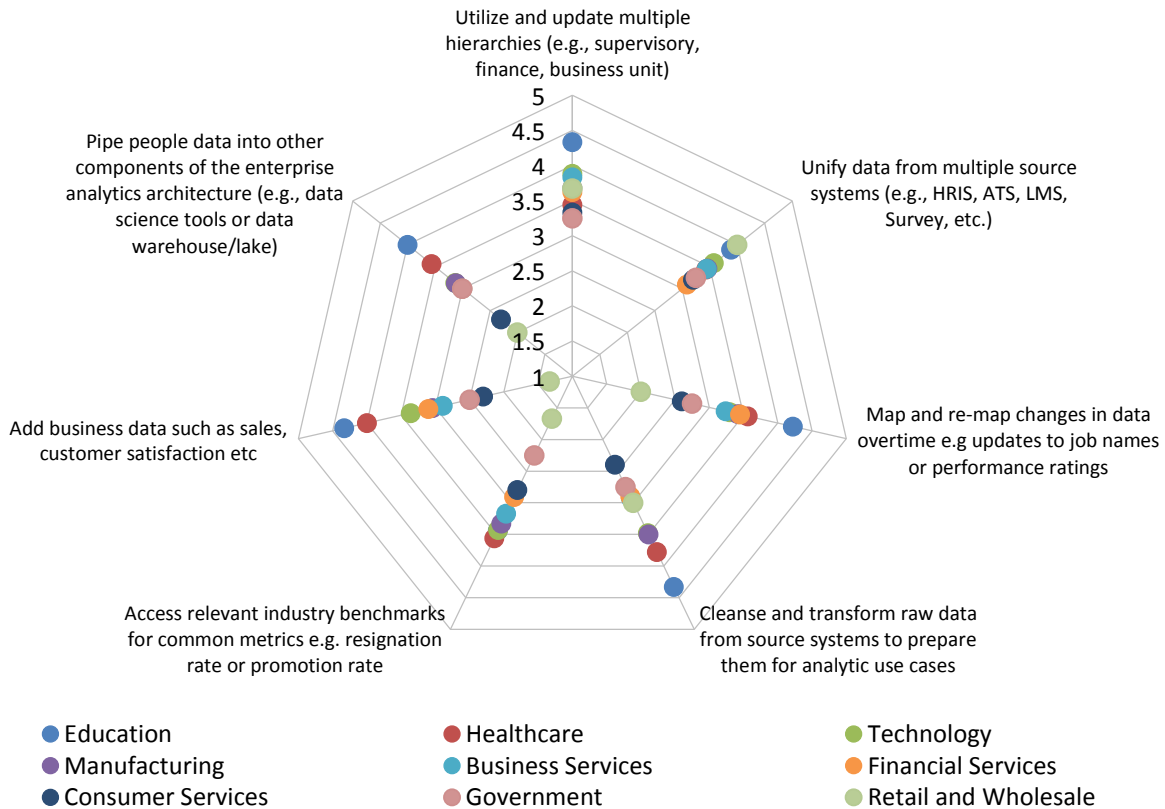 Utilize and update multiple
hierarchies (e.g., supervisory,
finance, business unit)
5
4.5
4
3.5
3
2.5
2
1.5
1
Pipe people data into other
components of the enterprise
analytics architecture (e.g., data
science tools or data
warehouse/lake)
Unify data from multiple source
systems (e.g., HRIS, ATS, LMS,
Survey, etc.)
Add business data such as sales,
customer satisfaction etc
Map and re-map changes in data
overtime e.g updates to job names
or performance ratings
Access relevant industry benchmarks
for common metrics e.g. resignation
rate or promotion rate
Cleanse and transform raw data
from source systems to prepare
them for analytic use cases
Education
Healthcare
Technology
Manufacturing
Business Services
Financial Services
Consumer Services
Government
Retail and Wholesale